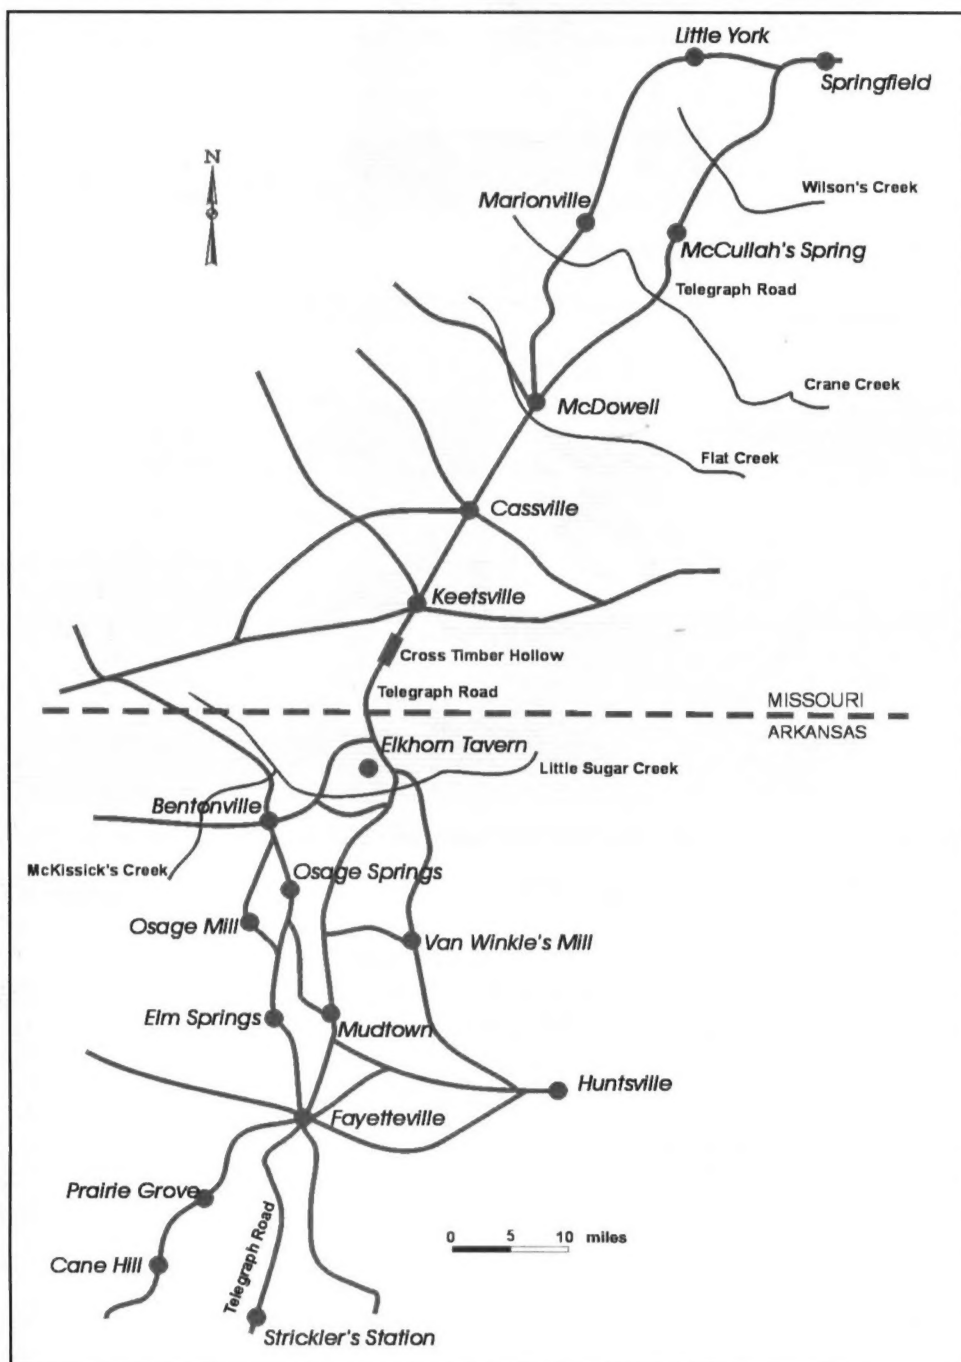 Little York
Springfield
N
Wilson's Creek
Marionville
McCullah's Spring
Telegraph Road
Crane Creek
McDowell
Flat Creek
Cassville
Keetsville
Cross Timber Hollow
Telegraph Road
MISSOURI
ARKANSAS
Elkhorn Tavern
Little Sugar Creek
Bentonville
McKissick's Creek
Osage Springs
Osage Mill
Van Winkle's Mill
Elm Springs
Mudtown
Huntsville
Fayetteville
Prairie Grove
Telegraph Road
0 5 10 miles
Cane Hill
Strickler's Station